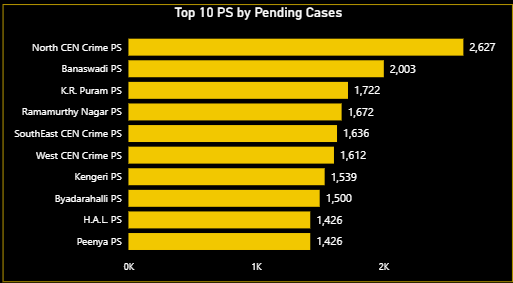 Top 10 PS by Pending Cases
North CEN Crime PS 2,627
Banaswadi PS 2,003
K.R. Puram PS 1,722
Ramamurthy Nagar PS 1,672
SouthEast CEN Crime PS 1,636
West CEN Crime PS 1,612
Kengeri PS 1,539
Byadarahalli PS 1,500
H.A.L. PS 1,426
Peenya PS 1,426
0K 1K 2K